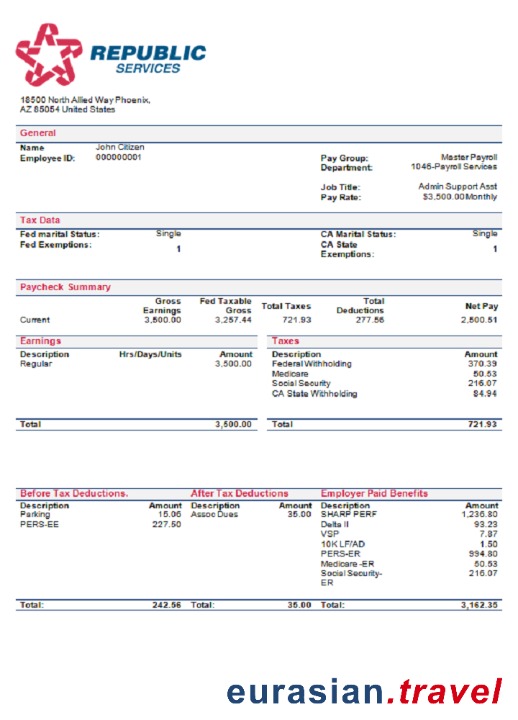 REPUBLIC
SERVICES
18500 North Allied Way Phoenix,
AZ 85054 United States
General
Name John Citizen
Employee ID: 000000001
Pay Group: Master Payroll
Department: 1046-Payroll Services
Job Title: Admin Support Asst
Pay Rate: $3,500.00Monthly
Tax Data
Fed marital Status: Single CA Marital Status: Single
Fed Exemptions: 1 CA State Exemptions: 1
Paycheck Summary
Gross Earnings Fed Taxable Gross Total Taxes Total Deductions Net Pay
Current 3,500.00 3,257.44 721.93 277.56 2,500.51
Earnings Taxes
Description Hrs/Days/Units Amount Description Amount
Regular 3,500.00 Federal Withholding 370.39
Medicare 50.53
Social Security 216.07
CA State Withholding 84.94
Total 3,500.00 Total 721.93
Before Tax Deductions. After Tax Deductions Employer Paid Benefits
Description Amount Description Amount Description Amount
Parking 15.06 Assoc Dues 35.00 SHARP PERF 1,236.80
PERS-EE 227.50 Delta II 93.23
VSP 7.87
10K LF/AD 1.50
PERS-ER 994.80
Medicare -ER 50.53
Social Security- 216.07
ER
Total: 242.56 Total: 35.00 Total: 3,162.35
eurasian.travel